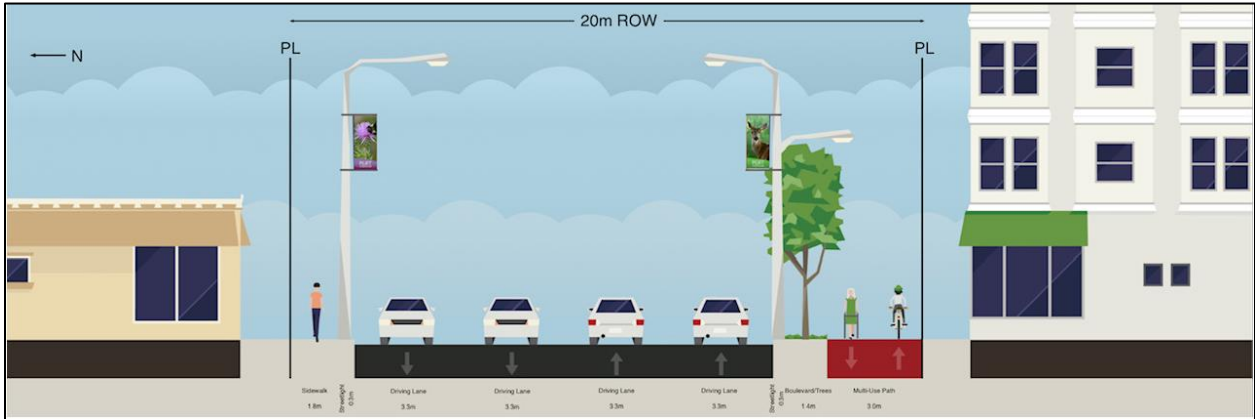 20m ROW
N
PL
PL
Sidewalk
1.8m
Streetlight
0.3m
Driving Lane
3.3m
Driving Lane
3.3m
Driving Lane
3.3m
Driving Lane
3.3m
Streetlight
0.3m
Boulevard/Trees
1.4m
Multi-Use Path
3.0m